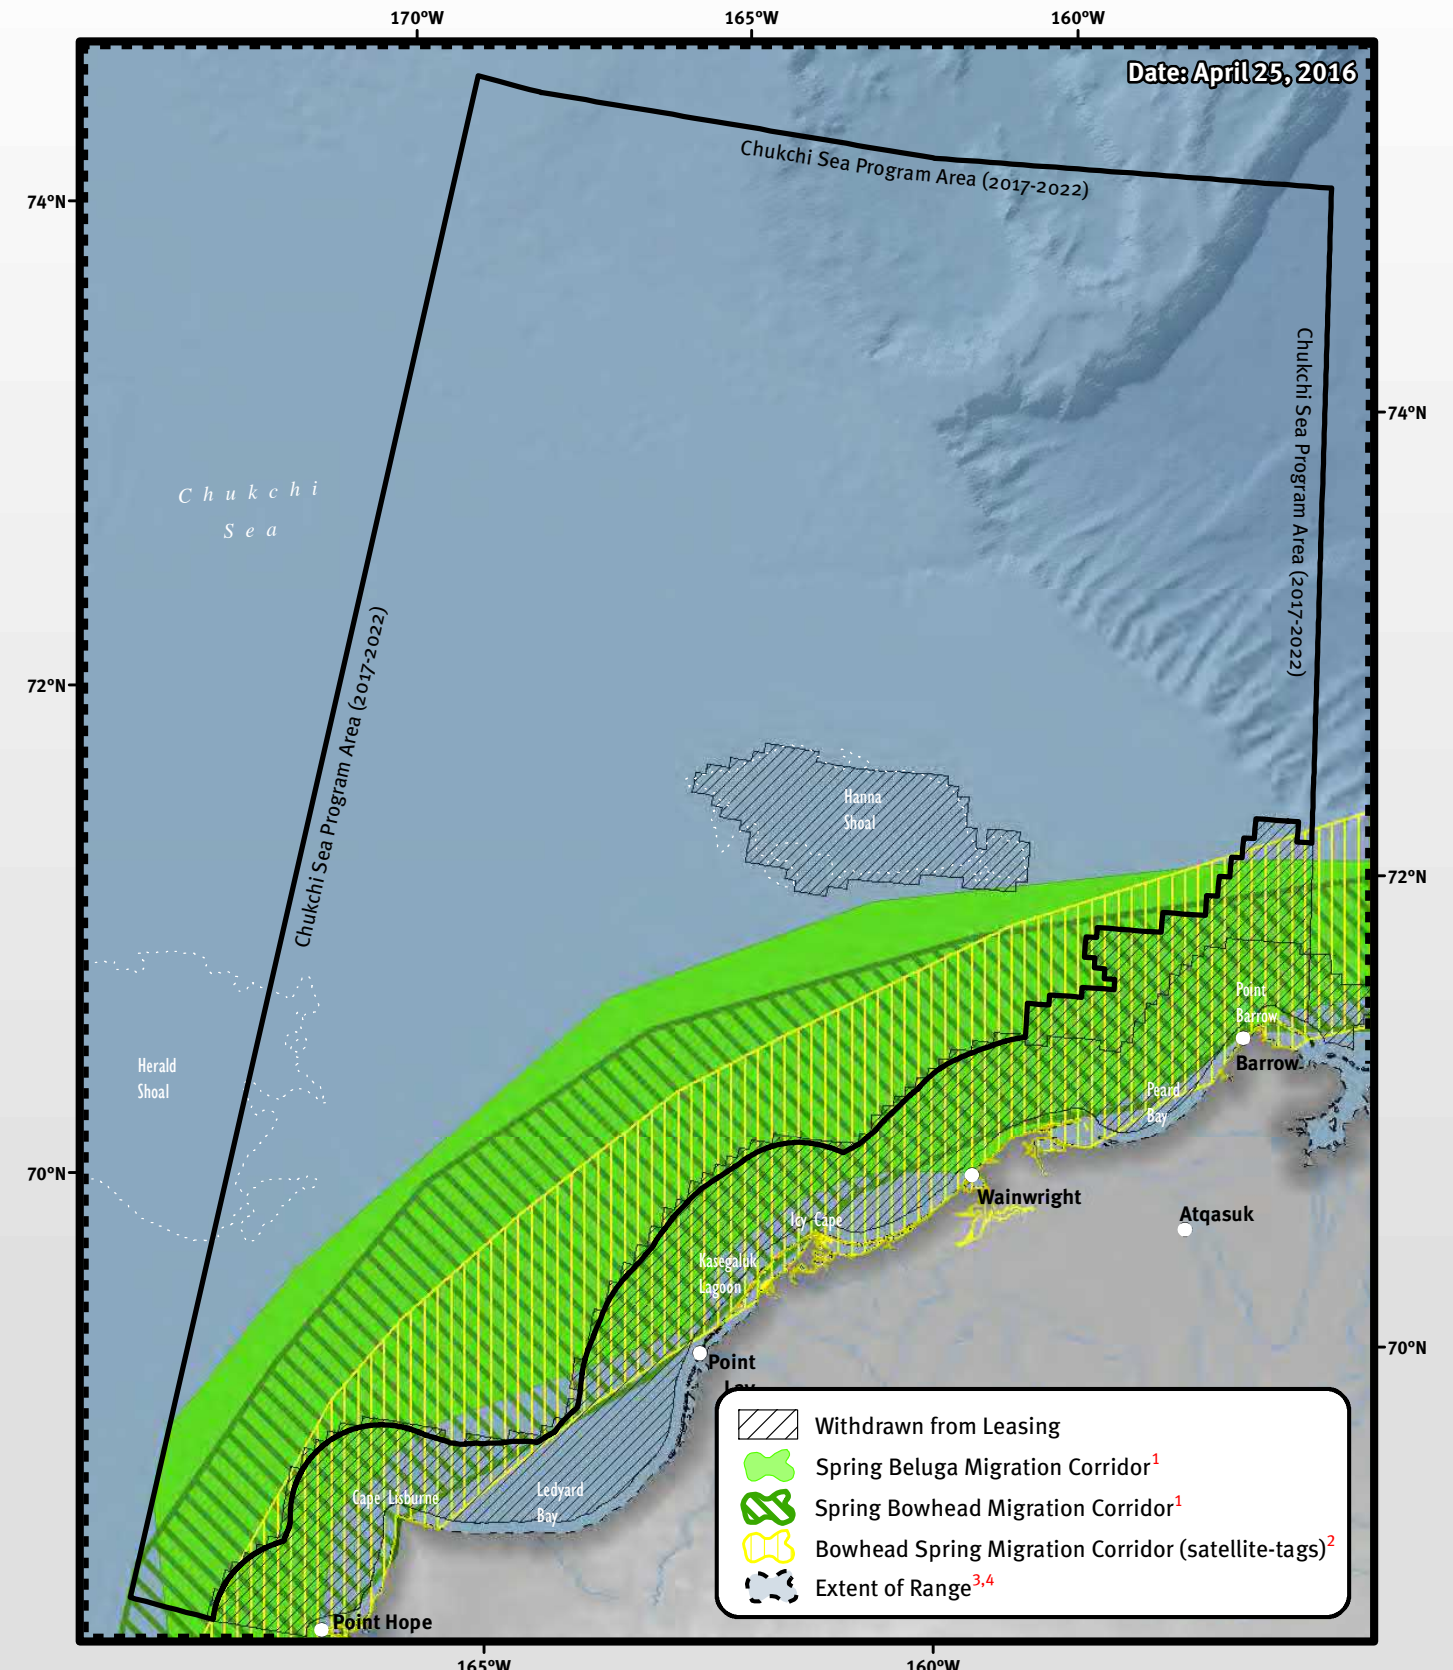 170°W 165°W 160°W
Date: April 25, 2016
Chukchi Sea Program Area (2017-2022)
74°N
Chukchi Sea Program Area (2017-2022)
74°N
Chukchi
Sea
Chukchi Sea Program Area (2017-2022)
72°N
Hanna
Shoal
72°N
Point
Barrow
Barrow
Herald
Shoal
Peard
Bay
70°N
Wainwright
Atqasuk
Icy Cape
Kasegaluk
Lagoon
70°N
Point
Lay
Withdrawn from Leasing
Spring Beluga Migration Corridor1
Spring Bowhead Migration Corridor1
Bowhead Spring Migration Corridor (satellite-tags)2
Extent of Range3,4
Ledyard
Bay
Cape Lisburne
Point Hope
165°W 160°W